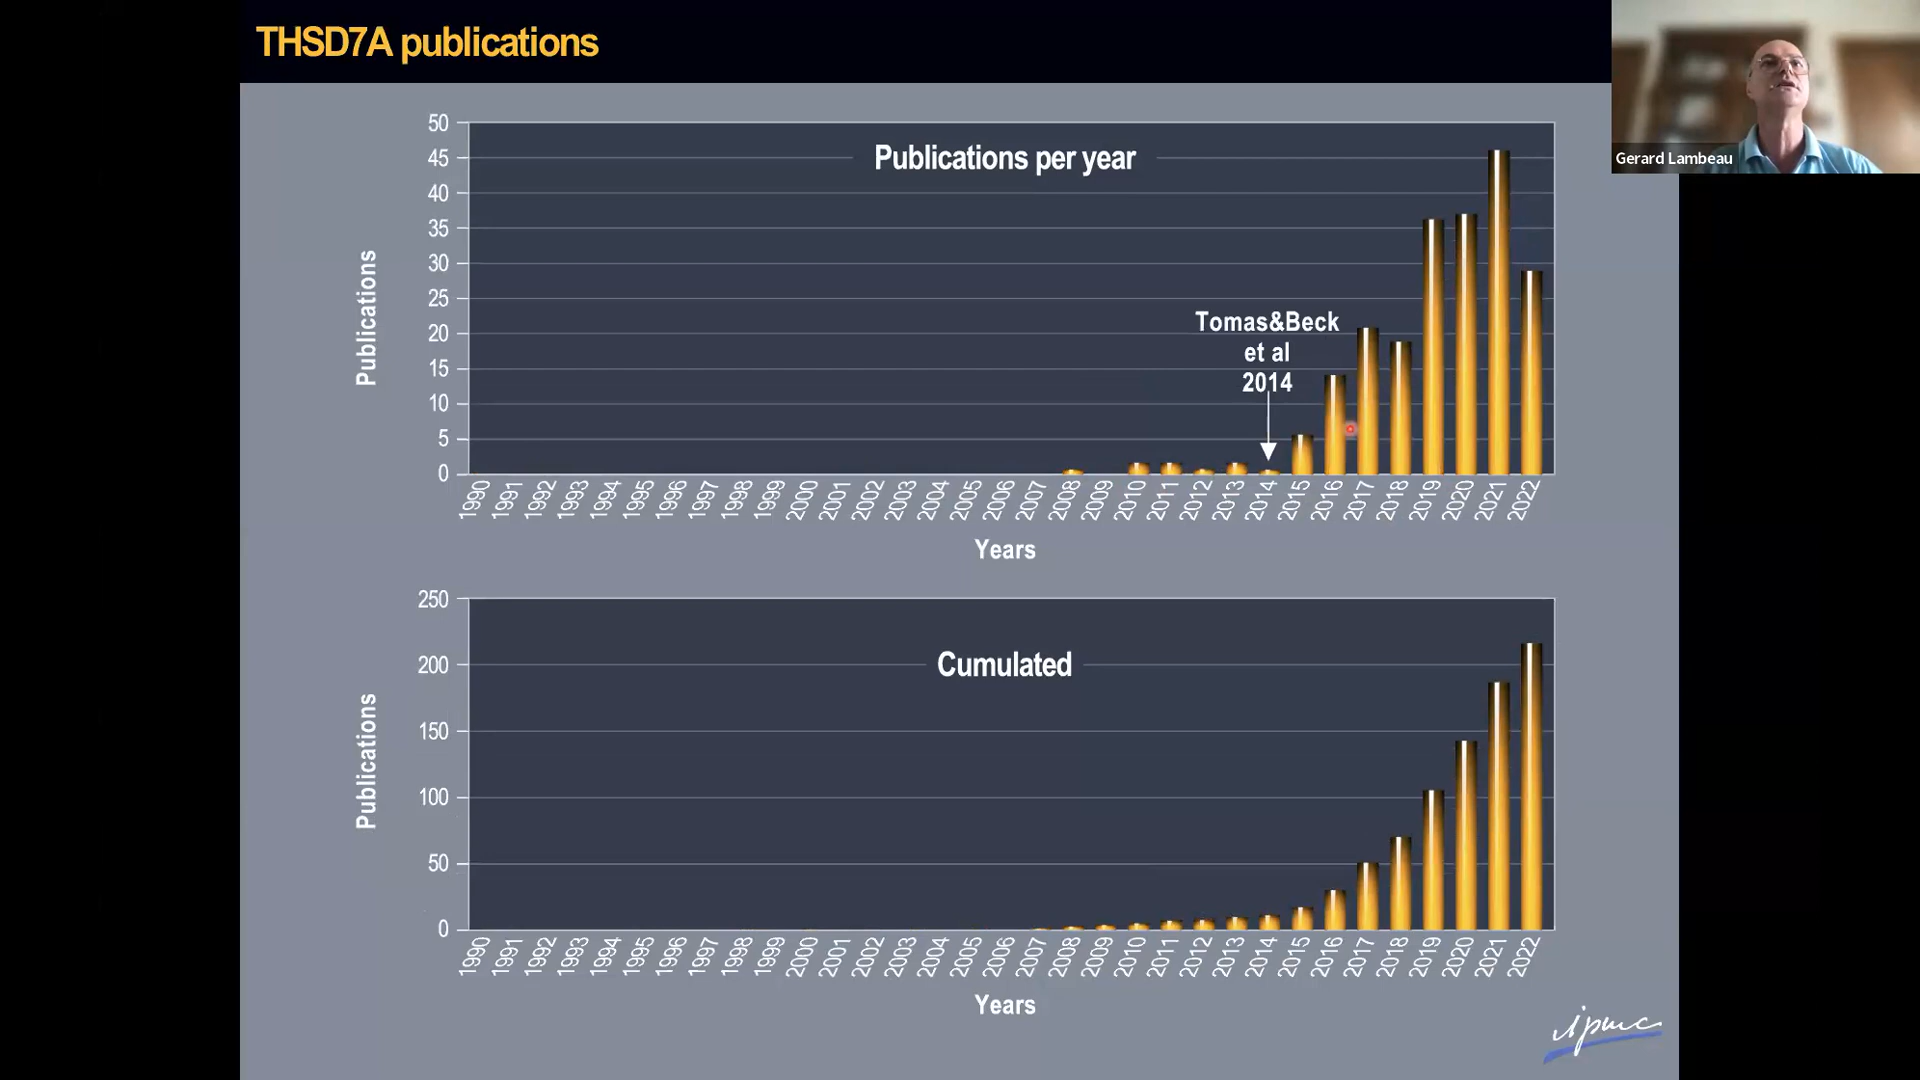 THSD7A publications
Gerard Lambeau
Publications per year
Publications
50
45
40
35
30
25
20
15
10
5
0
Tomas&Beck
et al
2014
1990 1991 1992 1993 1994 1995 1996 1997 1998 1999 2000 2001 2002 2003 2004 2005 2006 2007 2008 2009 2010 2011 2012 2013 2014 2015 2016 2017 2018 2019 2020 2021 2022
Years
Cumulated
Publications
250
200
150
100
50
0
1990 1991 1992 1993 1994 1995 1996 1997 1998 1999 2000 2001 2002 2003 2004 2005 2006 2007 2008 2009 2010 2011 2012 2013 2014 2015 2016 2017 2018 2019 2020 2021 2022
Years
ipmc